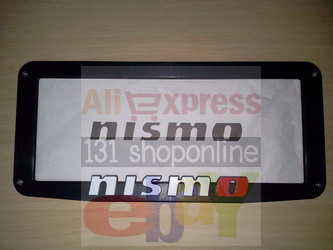 AliExpress
nismo
131 shoponline
nismo
ebay